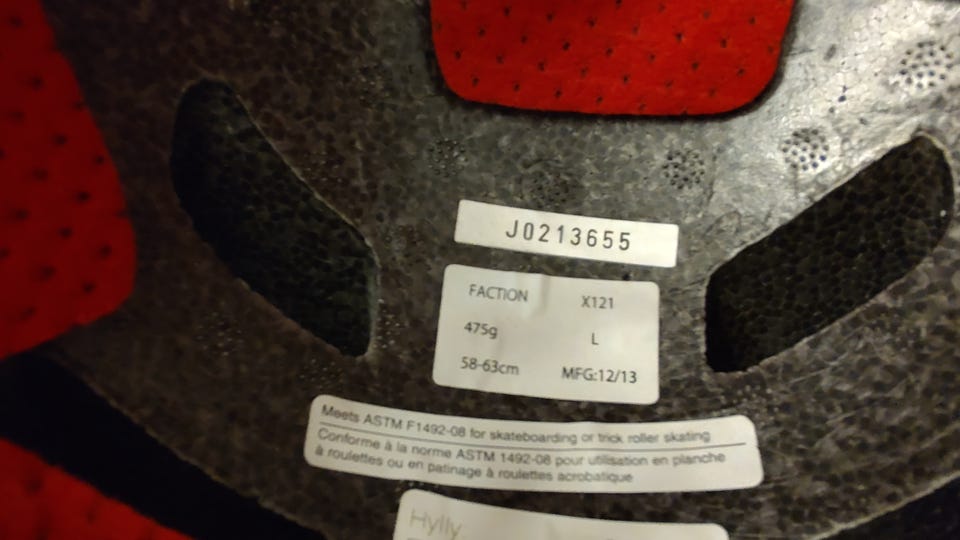 J0213655
FACTION X121
475g L
58-63cm MFG:12/13
Meets ASTM F1492-08 for skateboarding or trick roller skating
Conforme à la norme ASTM 1492-08 pour utilisation en planche
à roulettes ou en patinage à roulettes acrobatique
Hylly